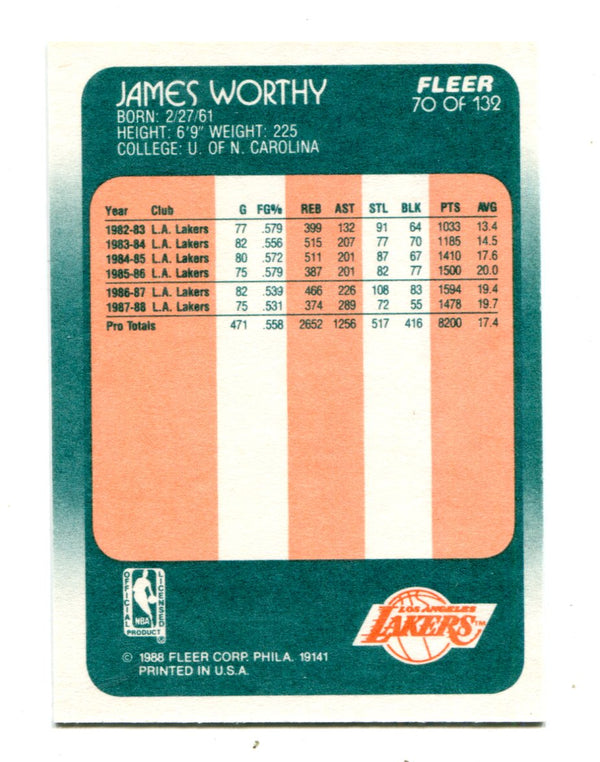 JAMES WORTHY
FLEER
70 OF 132
BORN: 2/27/61
HEIGHT: 6'9" WEIGHT: 225
COLLEGE: U. OF N. CAROLINA
Year Club G FG% REB AST STL BLK PTS AVG
1982-83 L.A. Lakers 77 .579 399 132 91 64 1033 13.4
1983-84 L.A. Lakers 82 .556 515 207 77 70 1185 14.5
1984-85 L.A. Lakers 80 .572 511 201 87 67 1410 17.6
1985-86 L.A. Lakers 75 .579 387 201 82 77 1500 20.0
1986-87 L.A. Lakers 82 .539 466 226 108 83 1594 19.4
1987-88 L.A. Lakers 75 .531 374 289 72 55 1478 19.7
Pro Totals 471 .558 2652 1256 517 416 8200 17.4
OFFICIAL
LICENSED
NBA
PRODUCT ®
LOS ANGELES
LAKERS™
© 1988 FLEER CORP. PHILA. 19141
PRINTED IN U.S.A.